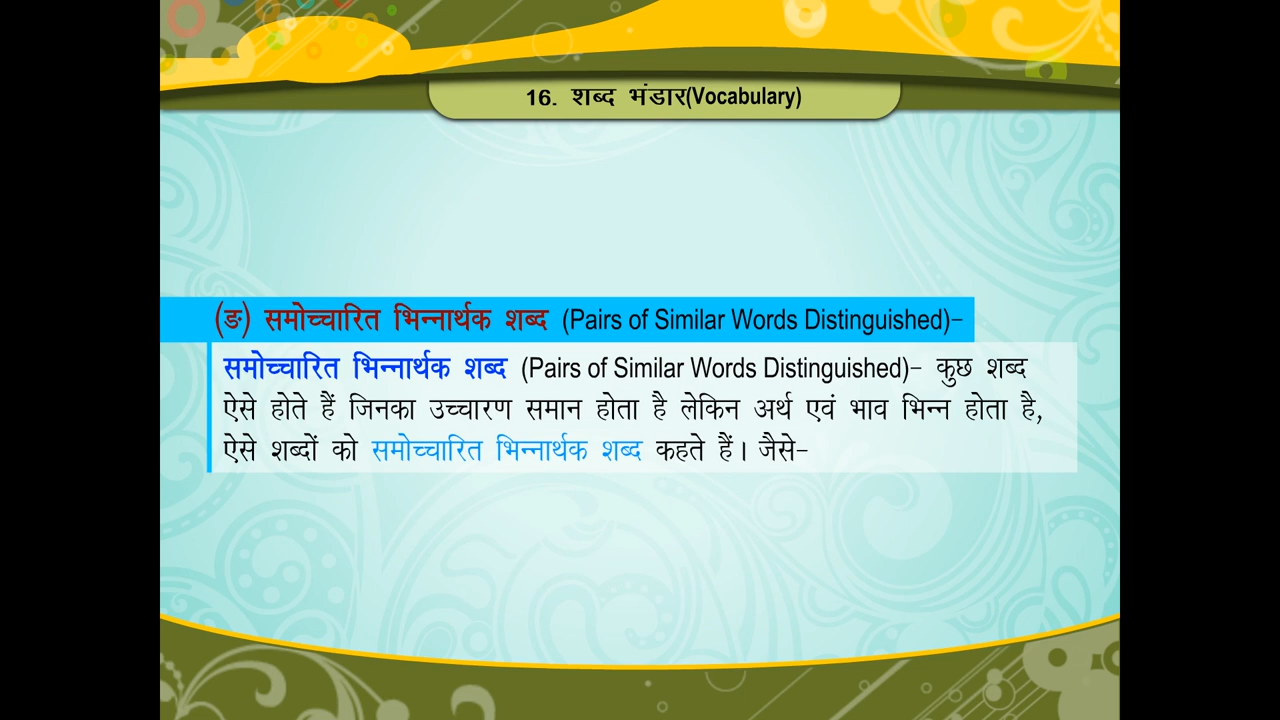 16. शब्द भंडार(Vocabulary)
(ङ) समोच्चारित भिन्नार्थक शब्द (Pairs of Similar Words Distinguished)-
समोच्चारित भिन्नार्थक शब्द (Pairs of Similar Words Distinguished)- कुछ शब्द
ऐसे होते हैं जिनका उच्चारण समान होता है लेकिन अर्थ एवं भाव भिन्न होता है,
ऐसे शब्दों को समोच्चारित भिन्नार्थक शब्द कहते हैं। जैसे-